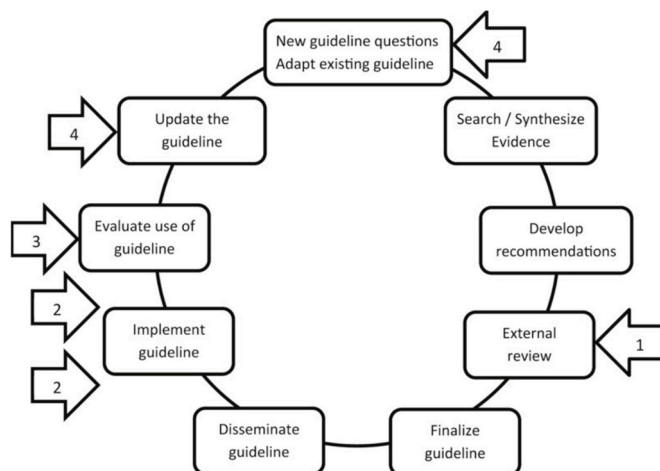 New guideline questions
Adapt existing guideline
4
4
Update the
guideline
Search / Synthesize
Evidence
3
Evaluate use of
guideline
Develop
recommendations
2
Implement
guideline
External
review
1
2
Disseminate
guideline
Finalize
guideline